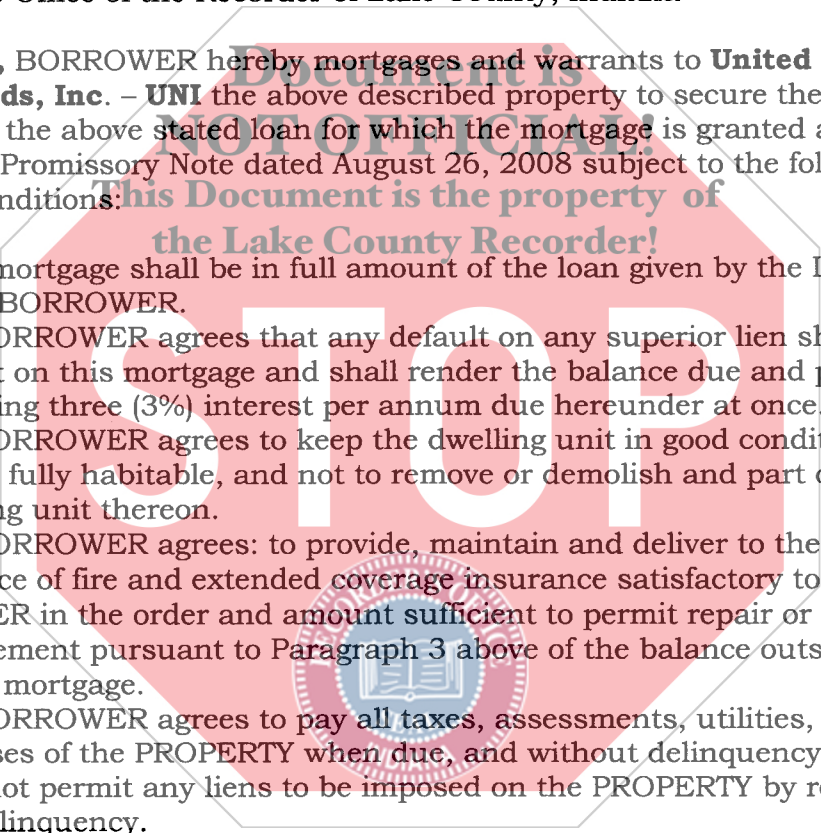 Office of the Recorder of Lake County,
, BORROWER hereby mortgages and warrants to United
ds, Inc. – UNI the above described property to secure the
the above stated loan for which the mortgage is granted a
Promissory Note dated August 26, 2008 subject to the fol
nditions:
Document is
NOT OFFICIAL!
This Document is the property of
the Lake County Recorder!
mortgage shall be in full amount of the loan given by the
BORROWER.
ORROWER agrees that any default on any superior lien sh
t on this mortgage and shall render the balance due and p
ing three (3%) interest per annum due hereunder at once.
ORROWER agrees to keep the dwelling unit in good condit
fully habitable, and not to remove or demolish and part o
ng unit thereon.
ORROWER agrees: to provide, maintain and deliver to the
ce of fire and extended coverage insurance satisfactory to
ER in the order and amount sufficient to permit repair or
ement pursuant to Paragraph 3 above of the balance outs
mortgage.
ORROWER agrees to pay all taxes, assessments, utilities,
ses of the PROPERTY when due, and without delinquency
not permit any liens to be imposed on the PROPERTY by re
linquency.
STOP
RECORDER'S OFFICE
INDIANA